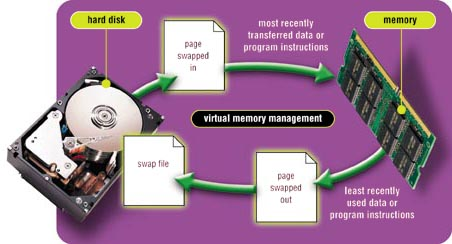 hard disk
page
swapped
in
most recently
transferred data or
program instructions
memory
virtual memory management
swap file
page
swapped
out
least recently
used data or
program instructions